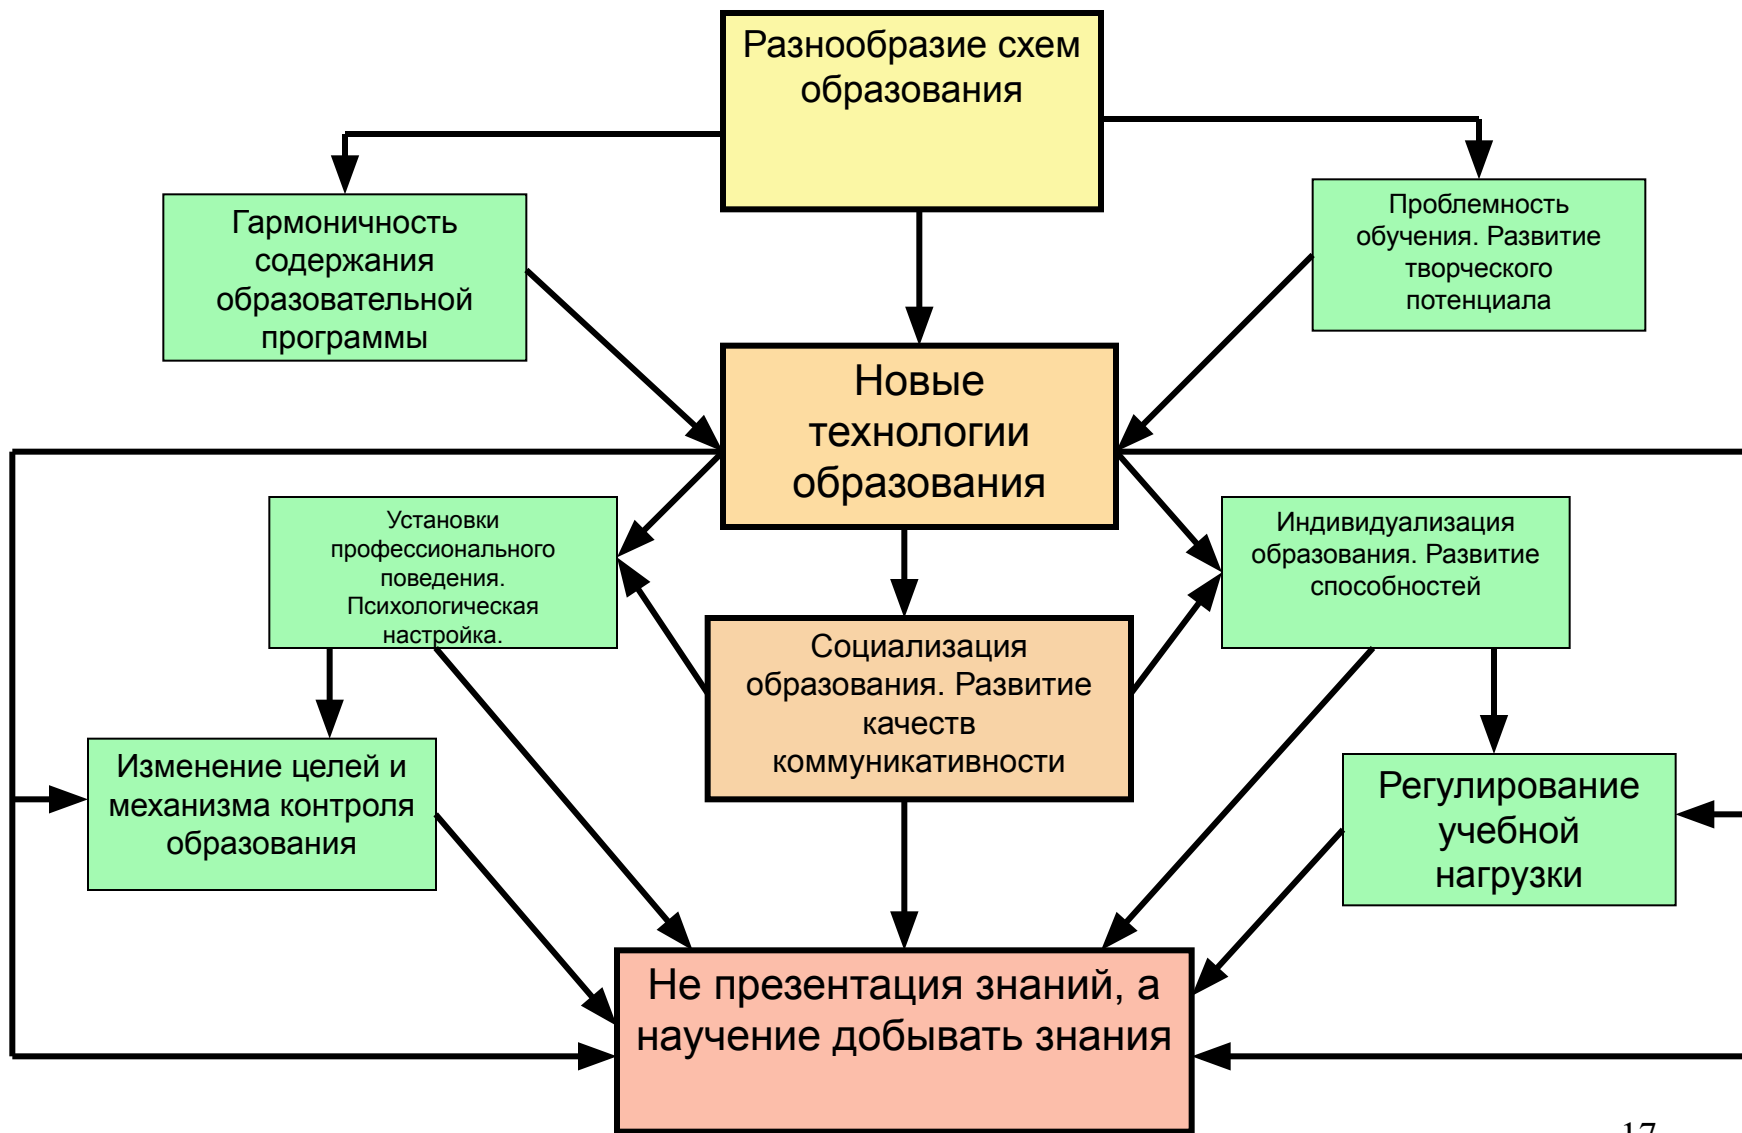 Разнообразие схем
образования
Гармоничность
содержания
образовательной
программы
Проблемность
обучения. Развитие
творческого
потенциала
Новые
технологии
образования
Установки
профессионального
поведения.
Психологическая
настройка.
Индивидуализация
образования. Развитие
способностей
Социализация
образования. Развитие
качеств
коммуникативности
Изменение целей и
механизма контроля
образования
Регулирование
учебной
нагрузки
Не презентация знаний, а
научение добывать знания
17